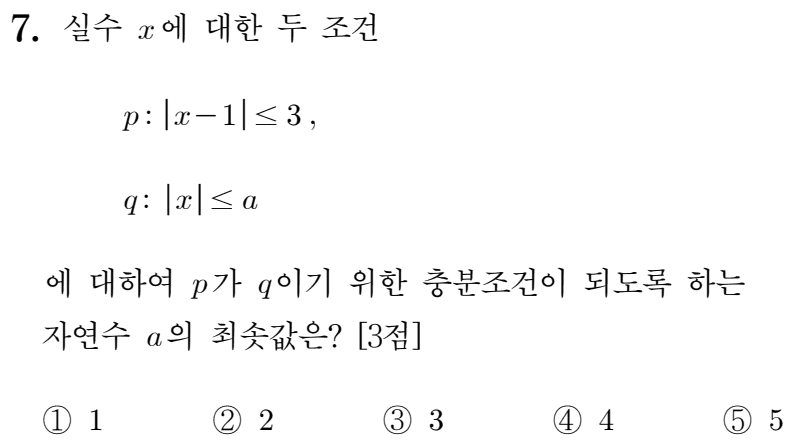 7. 실수 x에 대한 두 조건
p: |x-1| ≤ 3,
q: |x| ≤ a
에 대하여 p가 q이기 위한 충분조건이 되도록 하는
자연수 a의 최솟값은? [3점]
① 1 ② 2 ③ 3 ④ 4 ⑤ 5